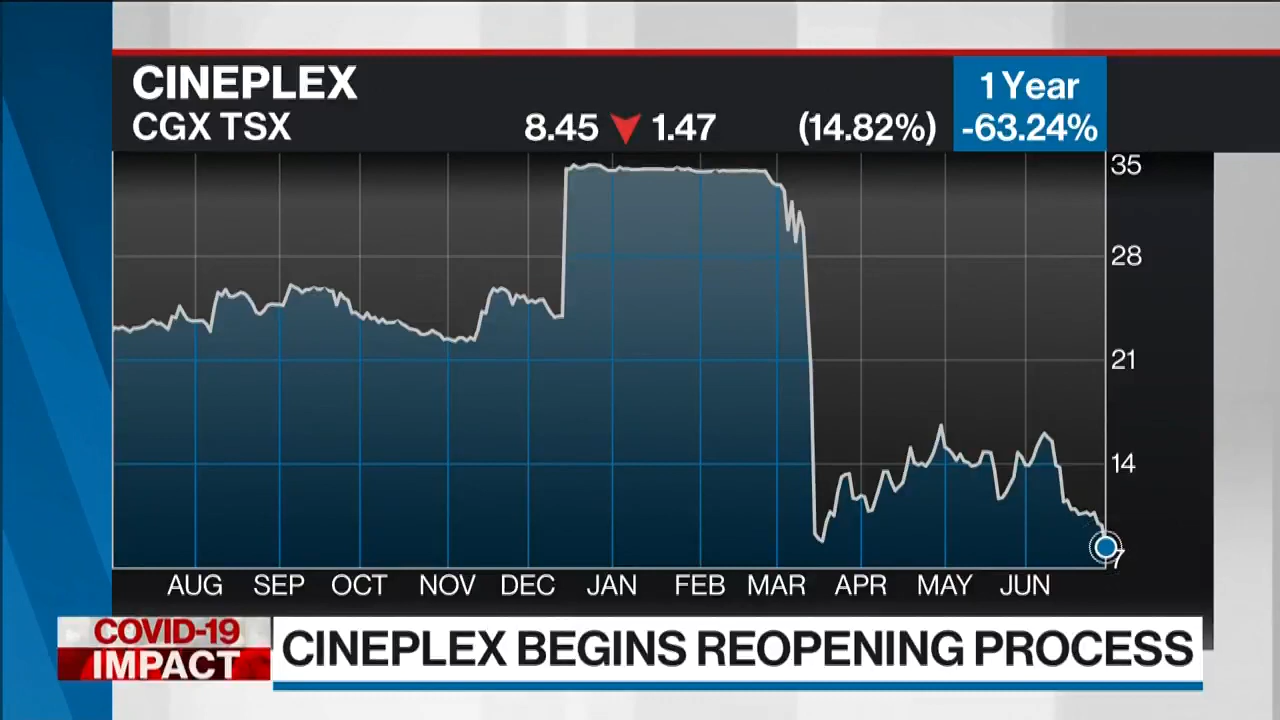 CINEPLEX
CGX TSX
8.45 1.47 (14.82%)
1 Year
-63.24%
35
28
21
14
7
AUG SEP OCT NOV DEC JAN FEB MAR APR MAY JUN
COVID-19
IMPACT
CINEPLEX BEGINS REOPENING PROCESS